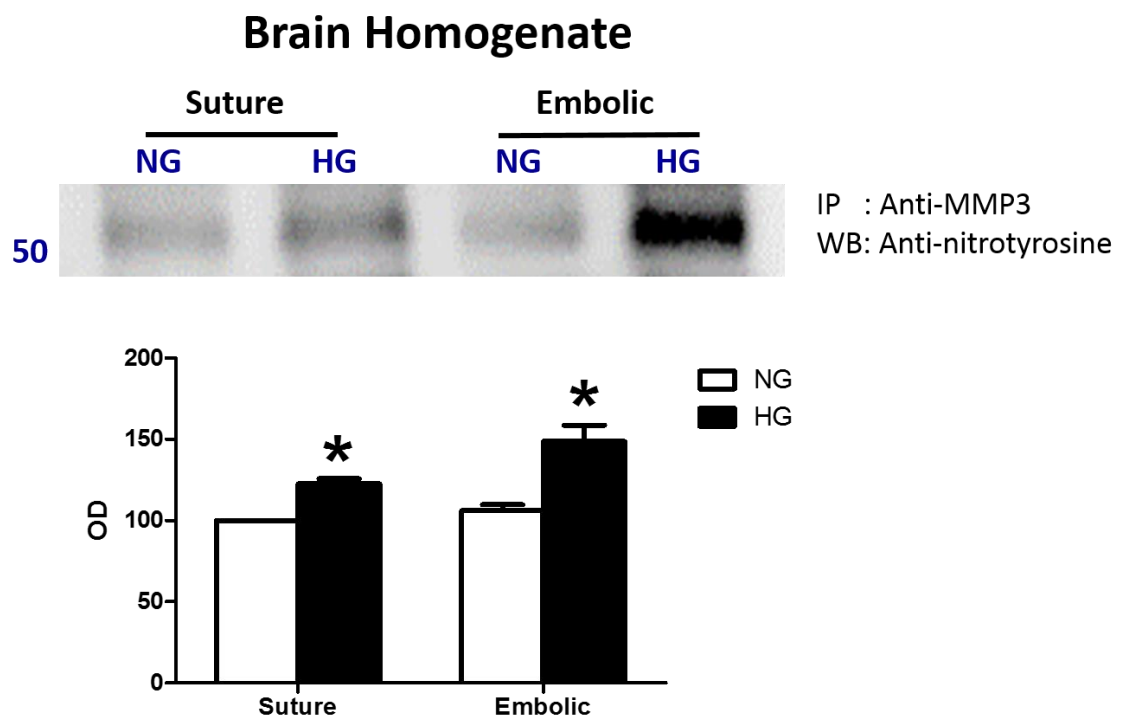 Brain Homogenate
Suture Embolic
NG HG NG HG
50
IP : Anti-MMP3
WB: Anti-nitrotyrosine
200
150
100
50
0
OD
* *
Suture Embolic
NG
HG